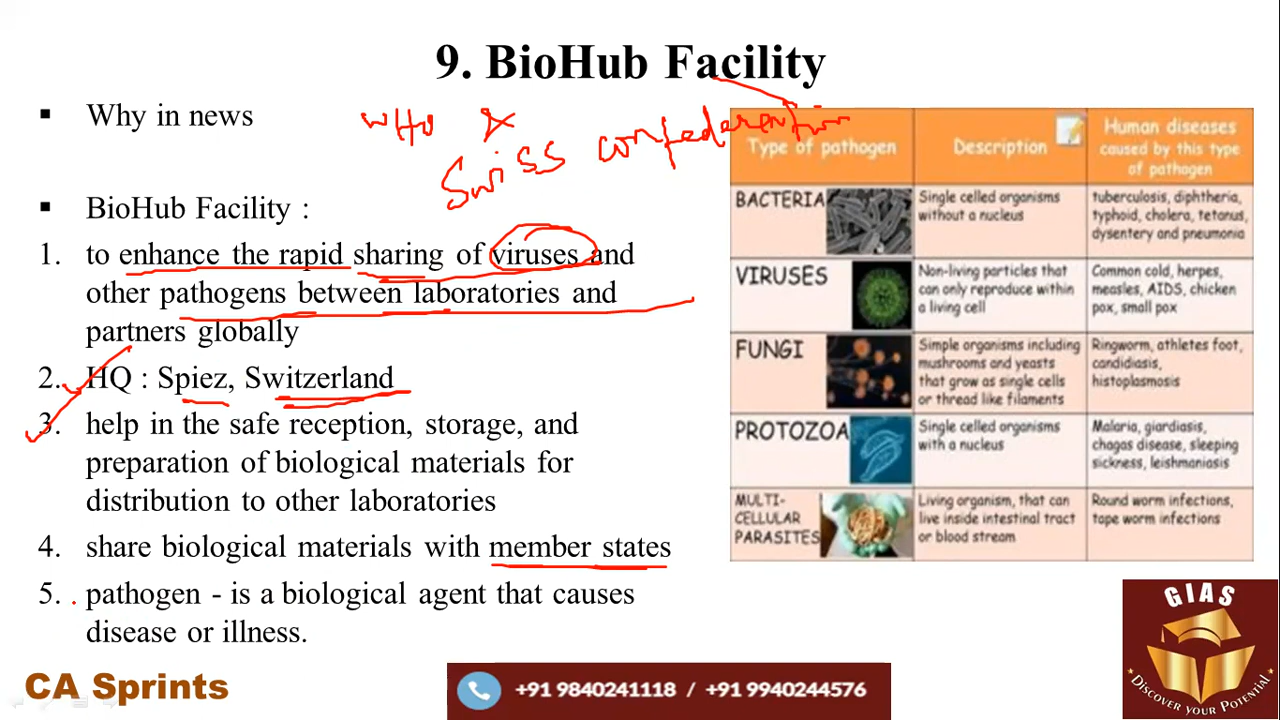 9. BioHub Facility
▪ Why in news
WHO &
Swiss confederation
▪ BioHub Facility :
1. to enhance the rapid sharing of viruses and
other pathogens between laboratories and
partners globally
2. HQ : Spiez, Switzerland
3. help in the safe reception, storage, and
preparation of biological materials for
distribution to other laboratories
4. share biological materials with member states
5. pathogen - is a biological agent that causes
disease or illness.
Type of pathogen
Description
Human diseases
caused by this type
of pathogen
BACTERIA
Single celled organisms
without a nucleus
tuberculosis, diphtheria,
typhoid, cholera, tetanus,
dysentery and pneumonia
VIRUSES
Non-living particles that
can only reproduce within
a living cell
Common cold, herpes,
measles, AIDS, chicken
pox, small pox
FUNGI
Simple organisms including
mushrooms and yeasts
that grow as single cells
or thread like filaments
Ringworm, athletes foot,
candidiasis,
histoplasmosis
PROTOZOA
Single celled organisms
with a nucleus
Malaria, giardiasis,
chagas disease, sleeping
sickness, leishmaniasis
MULTI-
CELLULAR
PARASITES
Living organism, that can
live inside intestinal tract
or blood stream
Round worm infections,
tape worm infections
CA Sprints
+91 9840241118 / +91 9940244576
GIAS
DISCOVER YOUR POTENTIAL